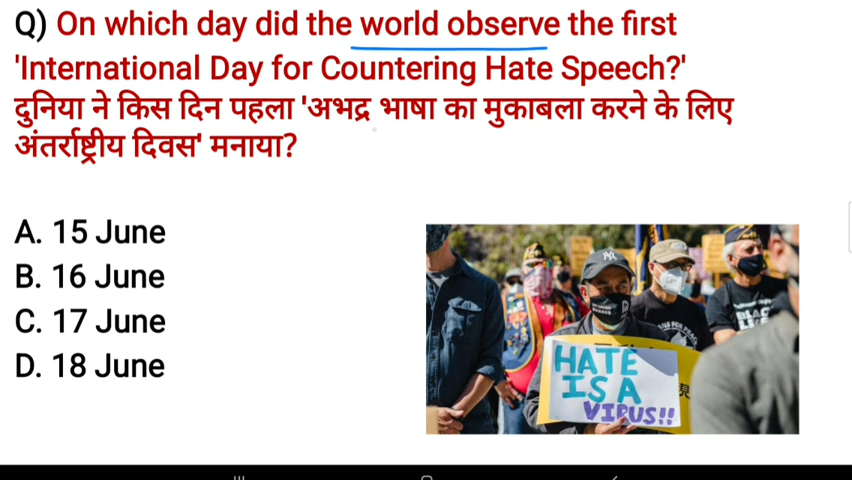 Q) On which day did the world observe the first
'International Day for Countering Hate Speech?'
दुनिया ने किस दिन पहला 'अभद्र भाषा का मुकाबला करने के लिए
अंतर्राष्ट्रीय दिवस' मनाया?
A. 15 June
B. 16 June
C. 17 June
D. 18 June
HATE
IS A
VIRUS!!